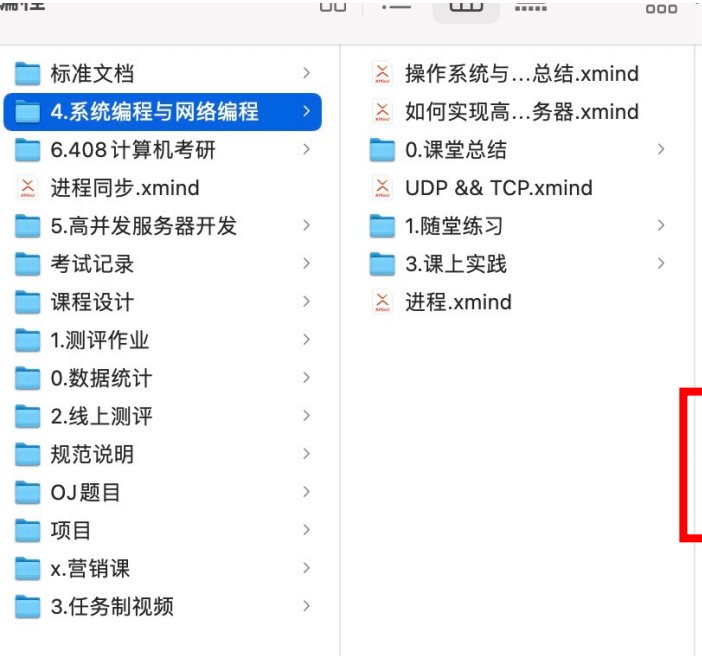 标准文档
4.系统编程与网络编程
6.408计算机考研
进程同步.xmind
5.高并发服务器开发
考试记录
课程设计
1.测评作业
0.数据统计
2.线上测评
规范说明
OJ题目
项目
x.营销课
3.任务制视频
操作系统与…总结.xmind
如何实现高…务器.xmind
0.课堂总结
UDP && TCP.xmind
1.随堂练习
3.课上实践
进程.xmind